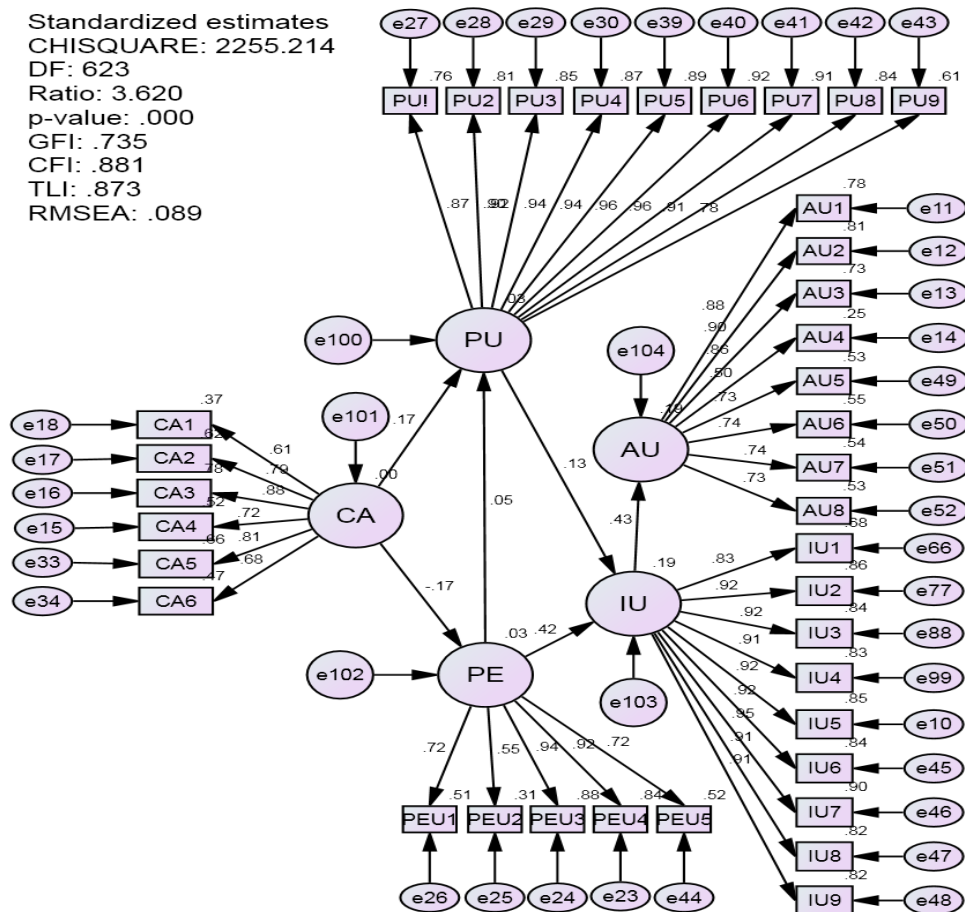 Standardized estimates
CHISQUARE: 2255.214
DF: 623
Ratio: 3.620
p-value: .000
GFI: .735
CFI: .881
TLI: .873
RMSEA: .089
e27 e28 e29 e30 e39 e40 e41 e42 e43
.76 .81 .85 .87 .89 .92 .91 .84 .61
PU! PU2 PU3 PU4 PU5 PU6 PU7 PU8 PU9
.87 .90 .94 .94 .96 .96 .91 .78
.78
AU1 e11
.81
AU2 e12
.73
AU3 e13
.25
AU4 e14
.53
AU5 e49
.55
AU6 e50
.54
AU7 e51
.53
AU8 e52
.88
.90
.86
.50
.73
.74
.74
.73
.03
e100 PU
e104
.19
AU
.37
e18 CA1
.62
e17 CA2
.78
e16 CA3
.52
e15 CA4
.66
e33 CA5
.47
e34 CA6
.61
.79
.88
.72
.81
.68
e101
.00
CA
.17
.05
.13
.43
-.17
.19
IU
.42
.03
e102 PE
e103
.68
IU1 e66
.86
IU2 e77
.84
IU3 e88
.83
IU4 e99
.85
IU5 e10
.84
IU6 e45
.90
IU7 e46
.82
IU8 e47
.82
IU9 e48
.83
.92
.92
.91
.92
.92
.95
.91
.91
.72 .55 .94 .92 .72
.51 .31 .88 .84 .52
PEU1 PEU2 PEU3 PEU4 PEU5
e26 e25 e24 e23 e44